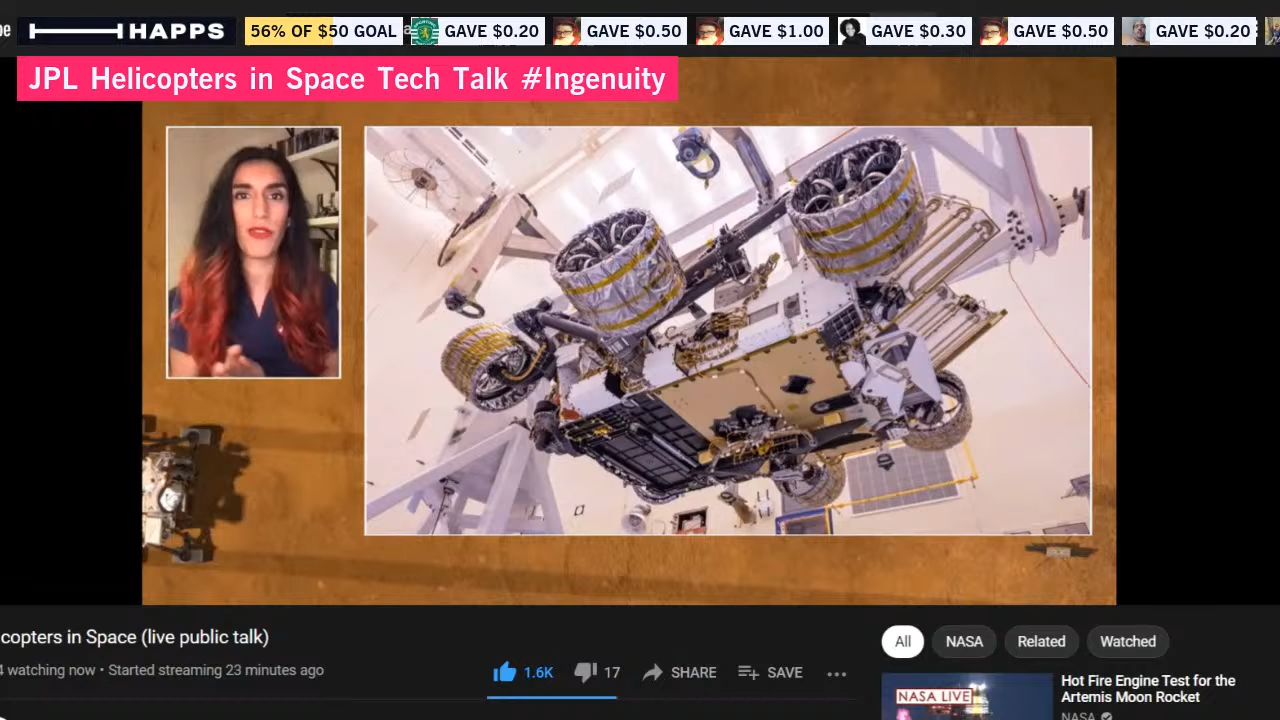 be HAPPS 56% OF $50 GOAL GAVE $0.20 GAVE $0.50 GAVE $1.00 GAVE $0.30 GAVE $0.50 GAVE $0.20
JPL Helicopters in Space Tech Talk #Ingenuity
copters in Space (live public talk)
4 watching now • Started streaming 23 minutes ago
1.6K 17 SHARE SAVE
All NASA Related Watched
NASA LIVE
Hot Fire Engine Test for the
Artemis Moon Rocket
NASA